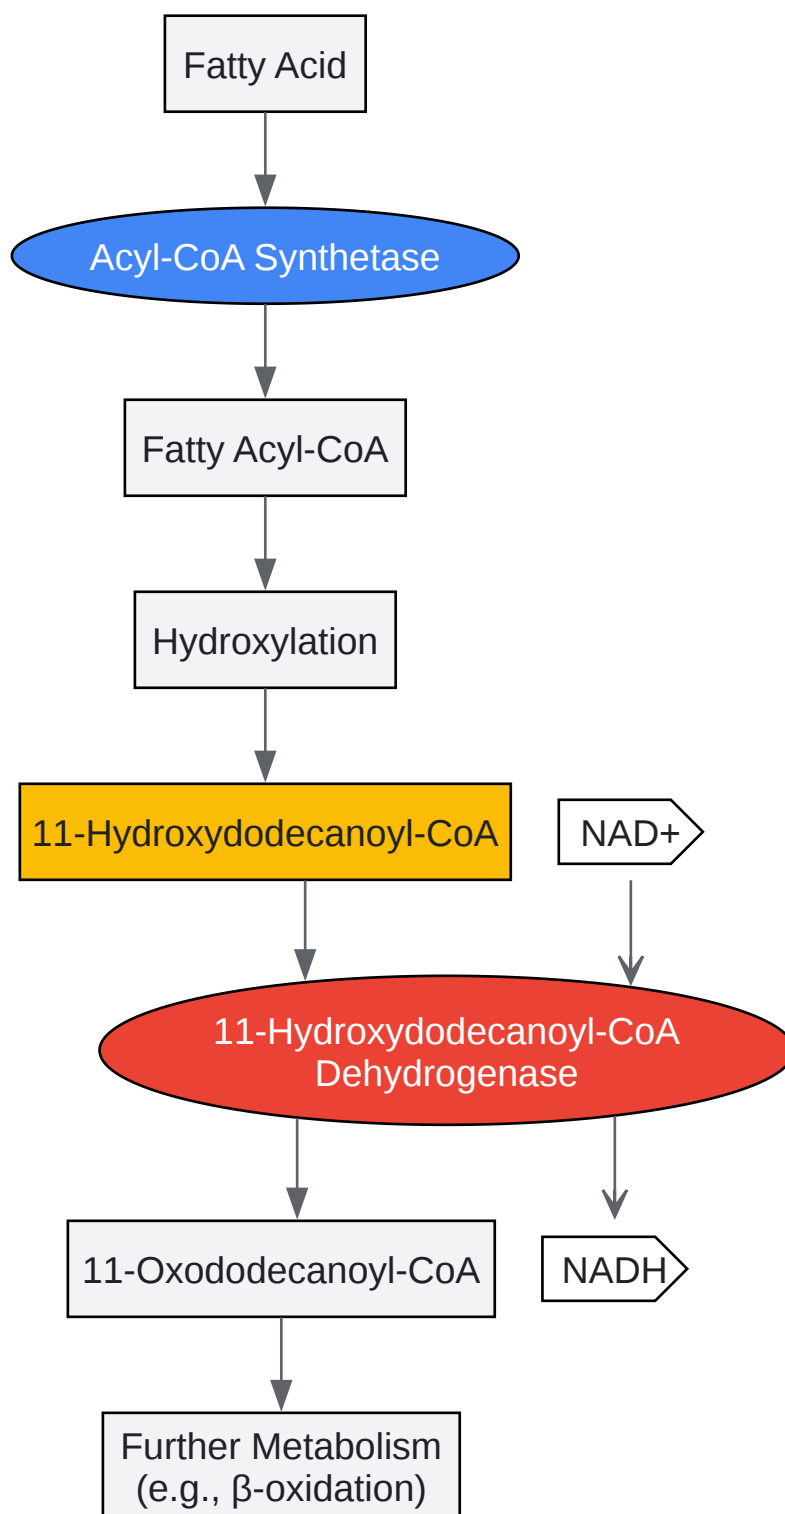 Fatty Acid
Acyl-CoA Synthetase
Fatty Acyl-CoA
Hydroxylation
11-Hydroxydodecanoyl-CoA
NAD+
11-Hydroxydodecanoyl-CoA
Dehydrogenase
11-Oxododecanoyl-CoA
NADH
Further Metabolism
(e.g., β-oxidation)